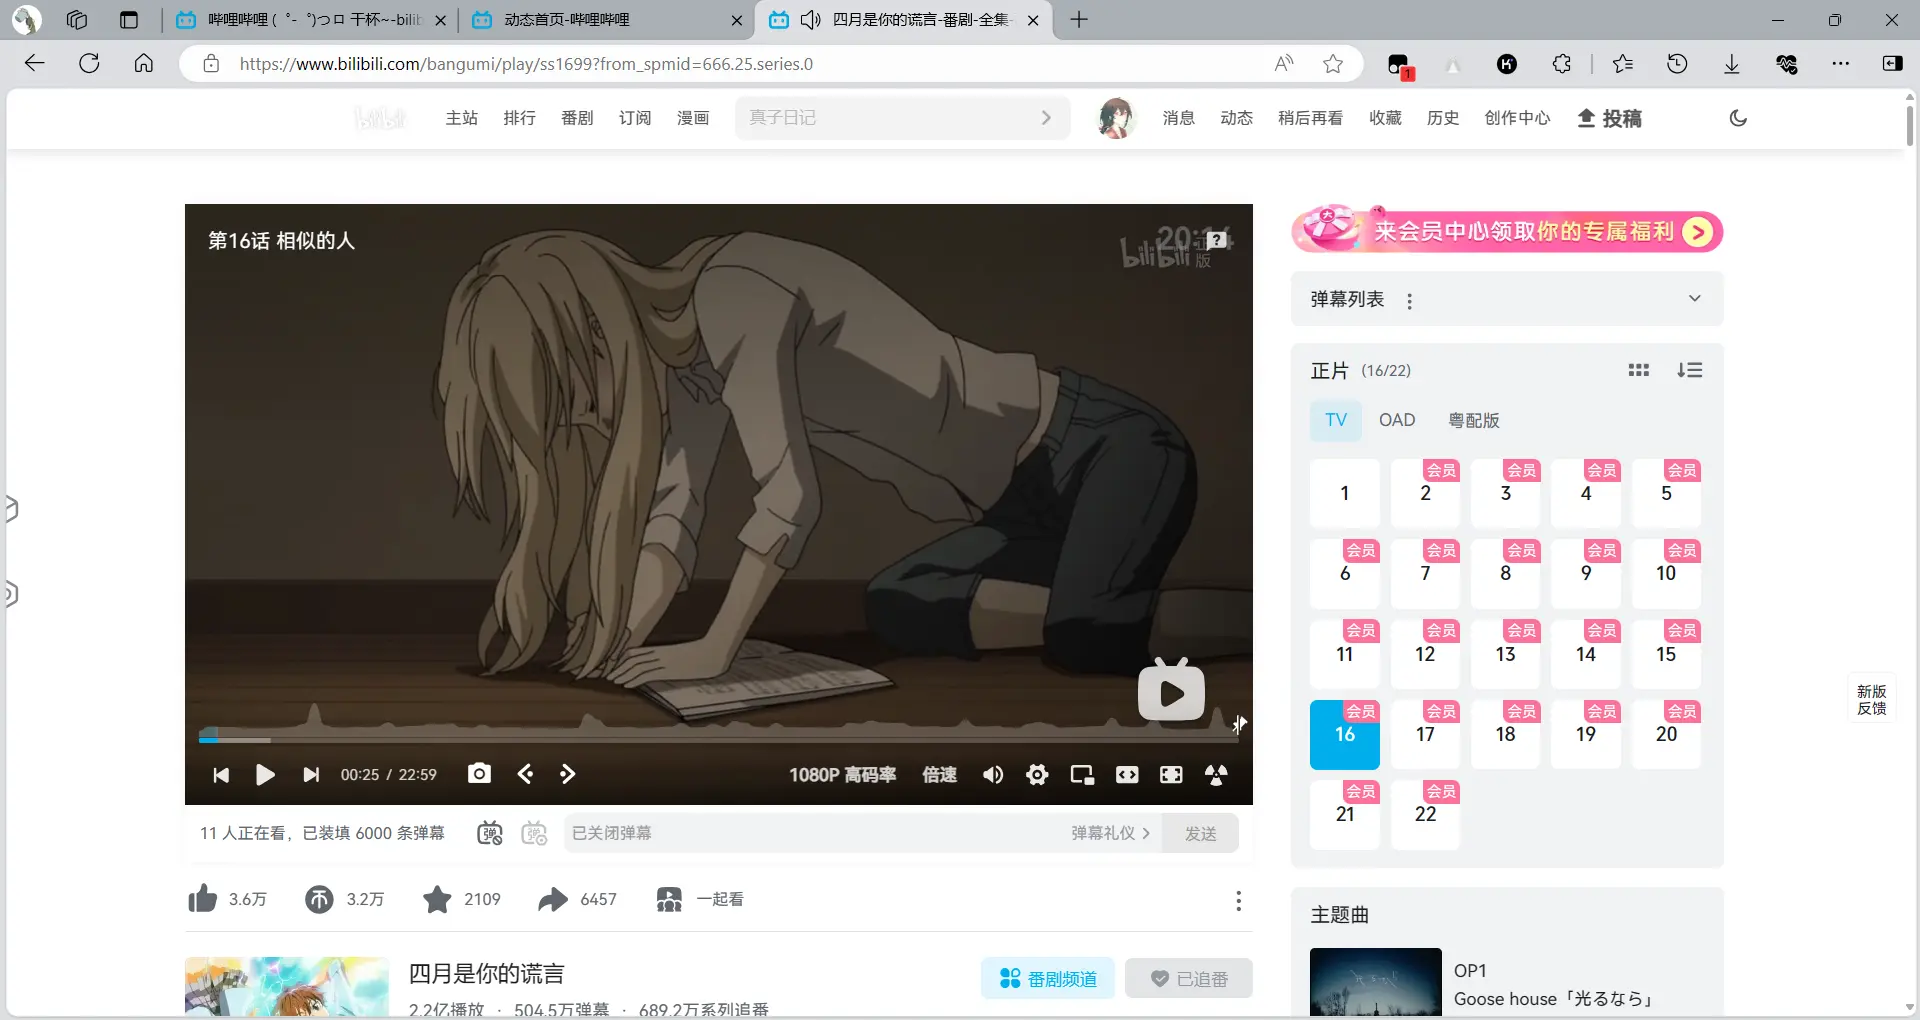 哔哩哔哩 (゜-゜)つロ 干杯~-bilib
动态首页-哔哩哔哩
四月是你的谎言-番剧-全集-
https://www.bilibili.com/bangumi/play/ss1699?from_spmid=666.25.series.0
1
bilibili
主站
排行
番剧
订阅
漫画
真子日记
消息
动态
稍后再看
收藏
历史
创作中心
投稿
第16话 相似的人
20:14
bilibili 正版
来会员中心领取你的专属福利
弹幕列表
正片 (16/22)
TV
OAD
粤配版
1
会员 2
会员 3
会员 4
会员 5
会员 6
会员 7
会员 8
会员 9
会员 10
会员 11
会员 12
会员 13
会员 14
会员 15
会员 16
会员 17
会员 18
会员 19
会员 20
会员 21
会员 22
新版
反馈
00:25 / 22:59
1080P 高码率
倍速
11 人正在看, 已装填 6000 条弹幕
弹
弹
已关闭弹幕
弹幕礼仪
发送
3.6万
3.2万
2109
6457
一起看
主题曲
OP1
Goose house「光るなら」
四月是你的谎言
番剧频道
已追番
2.2亿播放 · 504.5万弹幕 · 689.2万系列追番